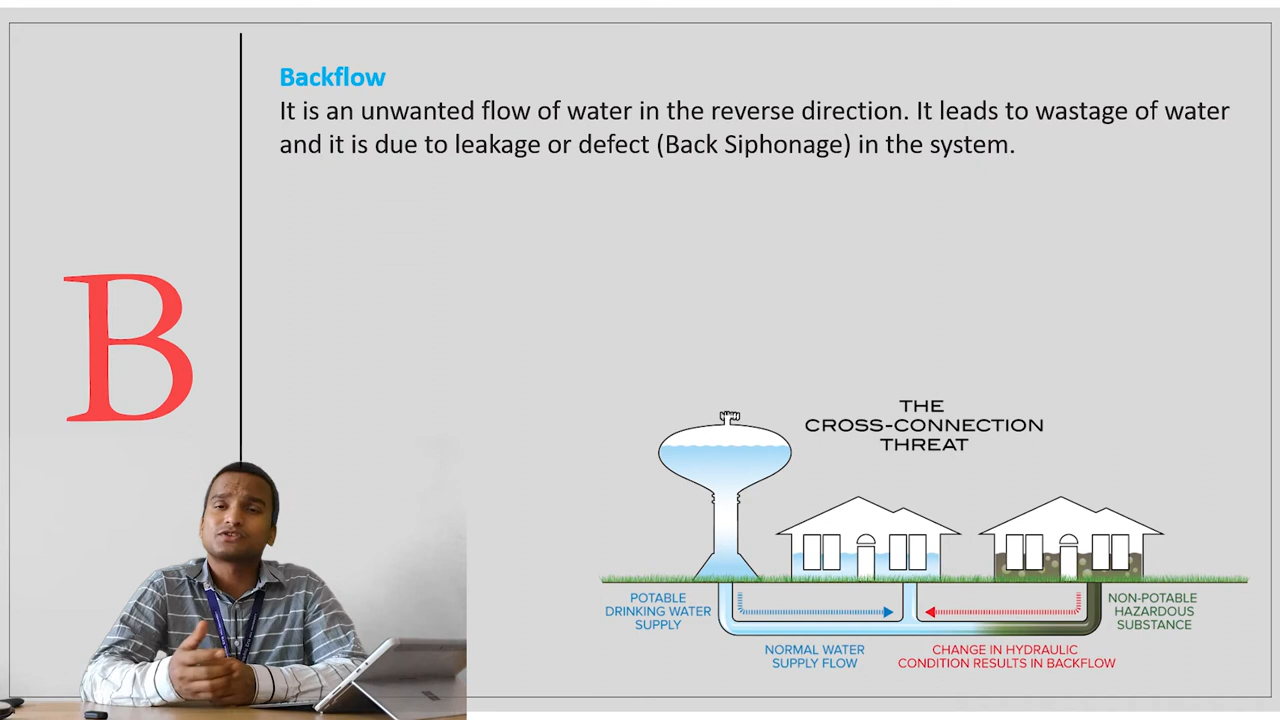 Backflow
It is an unwanted flow of water in the reverse direction. It leads to wastage of water
and it is due to leakage or defect (Back Siphonage) in the system.
B
THE
CROSS-CONNECTION
THREAT
POTABLE
DRINKING WATER
SUPPLY
NON-POTABLE
HAZARDOUS
SUBSTANCE
NORMAL WATER
SUPPLY FLOW
CHANGE IN HYDRAULIC
CONDITION RESULTS IN BACKFLOW